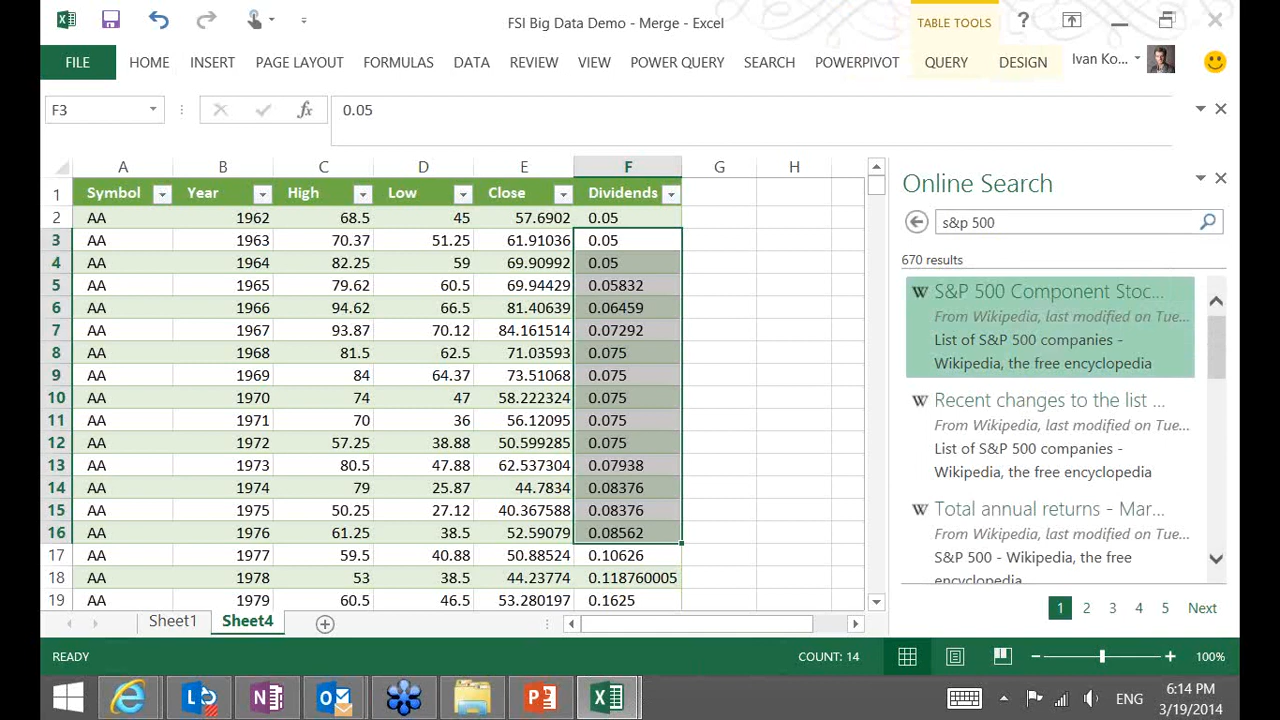 FSI Big Data Demo - Merge - Excel
TABLE TOOLS
?
FILE HOME INSERT PAGE LAYOUT FORMULAS DATA REVIEW VIEW POWER QUERY SEARCH POWERPIVOT QUERY DESIGN Ivan Ko...
F3 fx 0.05
A B C D E F G H
1 Symbol Year High Low Close Dividends
2 AA 1962 68.5 45 57.6902 0.05
3 AA 1963 70.37 51.25 61.91036 0.05
4 AA 1964 82.25 59 69.90992 0.05
5 AA 1965 79.62 60.5 69.94429 0.05832
6 AA 1966 94.62 66.5 81.40639 0.06459
7 AA 1967 93.87 70.12 84.161514 0.07292
8 AA 1968 81.5 62.5 71.03593 0.075
9 AA 1969 84 64.37 73.51068 0.075
10 AA 1970 74 47 58.222324 0.075
11 AA 1971 70 36 56.12095 0.075
12 AA 1972 57.25 38.88 50.599285 0.075
13 AA 1973 80.5 47.88 62.537304 0.07938
14 AA 1974 79 25.87 44.7834 0.08376
15 AA 1975 50.25 27.12 40.367588 0.08376
16 AA 1976 61.25 38.5 52.59079 0.08562
17 AA 1977 59.5 40.88 50.88524 0.10626
18 AA 1978 53 38.5 44.23774 0.118760005
19 AA 1979 60.5 46.5 53.280197 0.1625
Sheet1 Sheet4
Online Search
s&p 500
670 results
W S&P 500 Component Stoc...
From Wikipedia, last modified on Tue...
List of S&P 500 companies -
Wikipedia, the free encyclopedia
W Recent changes to the list ...
From Wikipedia, last modified on Tue...
List of S&P 500 companies -
Wikipedia, the free encyclopedia
W Total annual returns - Mar...
From Wikipedia, last modified on Tue...
S&P 500 - Wikipedia, the free
encyclopedia
1 2 3 4 5 Next
READY COUNT: 14 100%
ENG
6:14 PM
3/19/2014